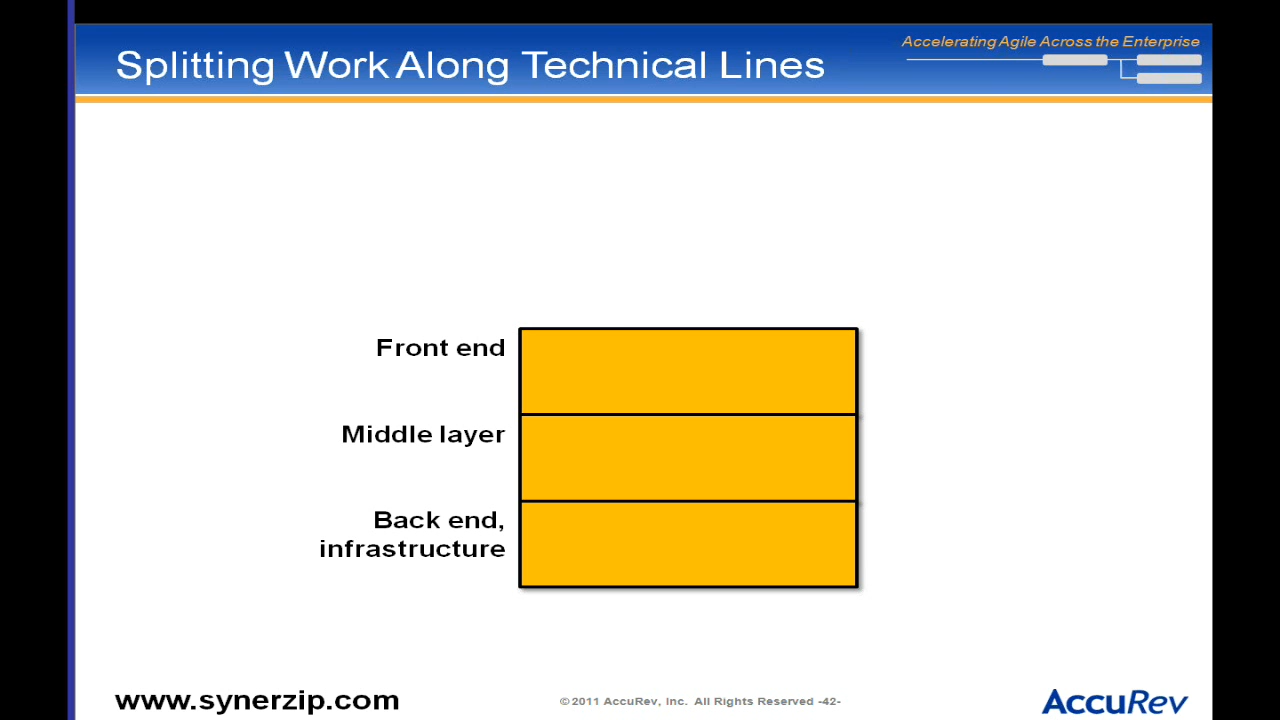 Accelerating Agile Across the Enterprise
Splitting Work Along Technical Lines
Front end
Middle layer
Back end,
infrastructure
www.synerzip.com
©2011 AccuRev, Inc. All Rights Reserved -42-
AccuRev